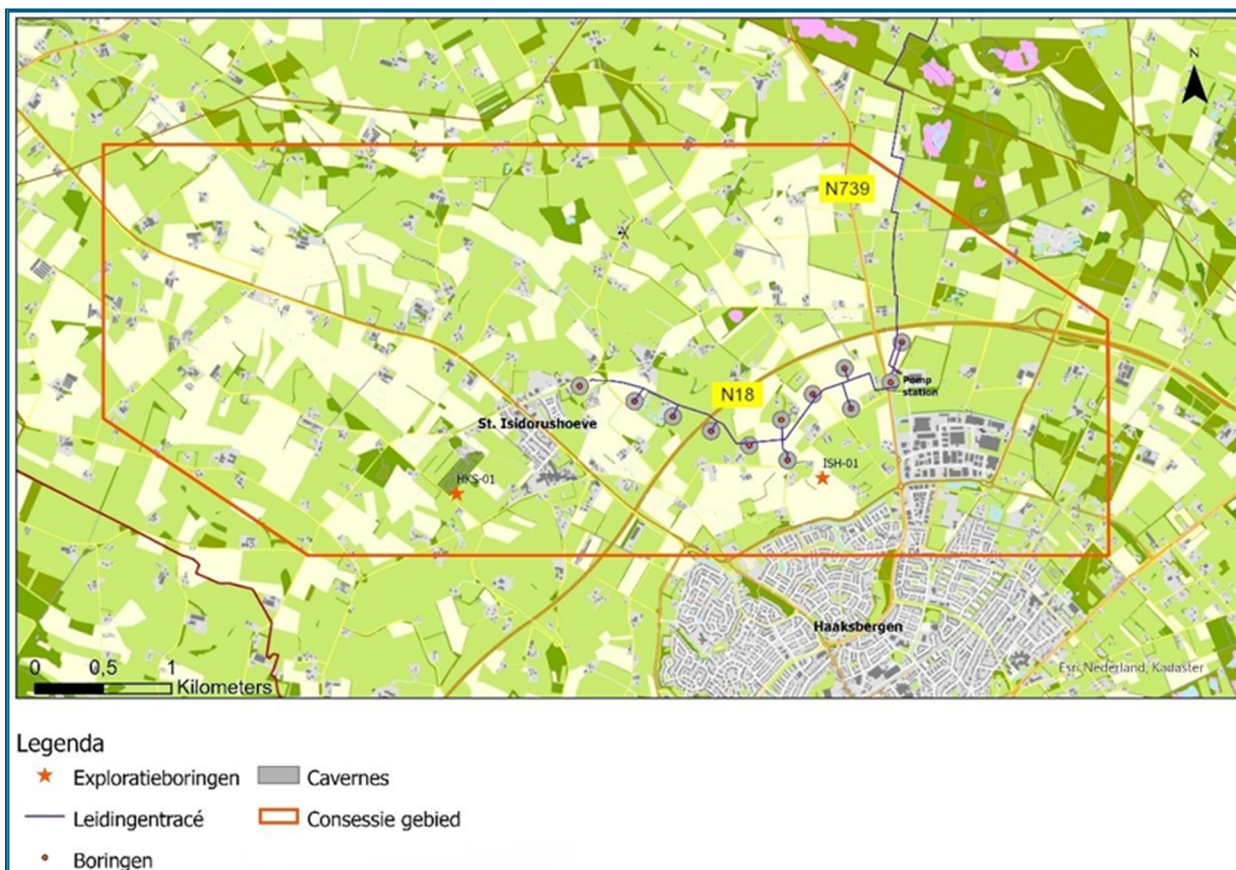 N
N739
Pomp
station
N18
St. Isidorushoeve
HKS-01
ISH-01
Haaksbergen
0 0,5 1
Kilometers
Esri Nederland, Kadaster
Legenda
Exploratieboringen
Cavernes
Leidingentracé
Consessie gebied
Boringen